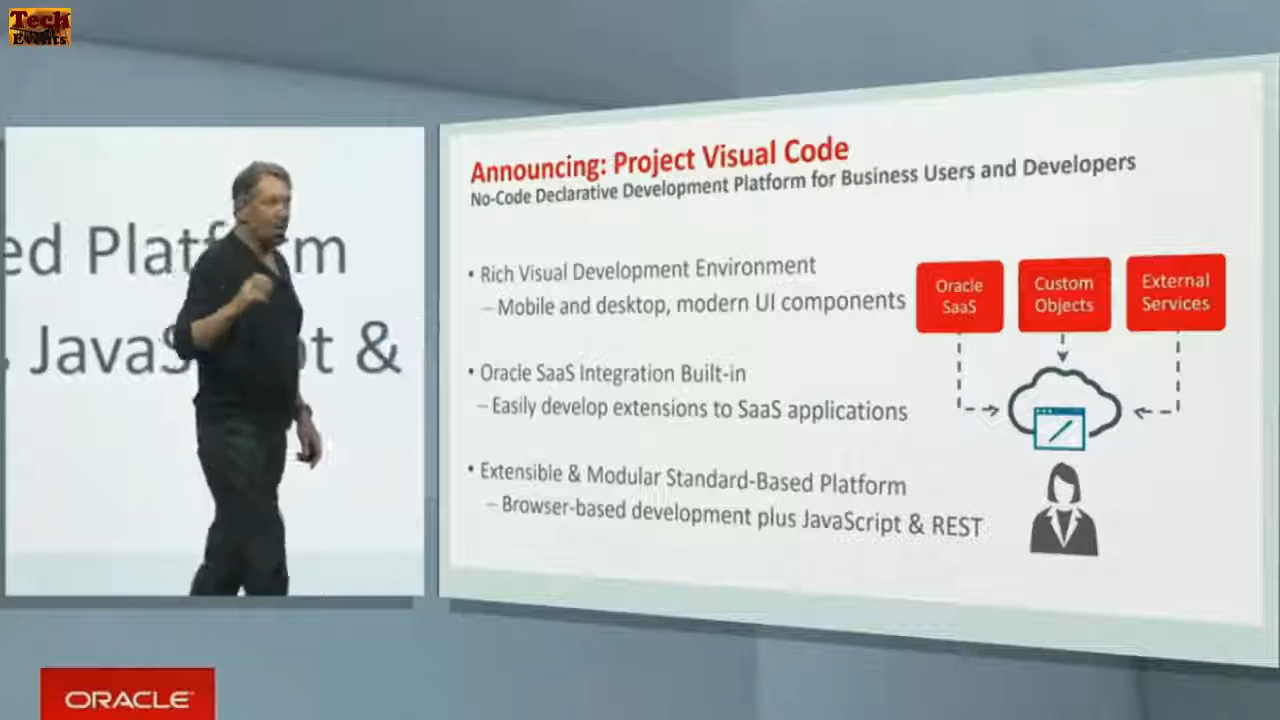 Tech
Events
ed Platf m
. JavaS t &
Announcing: Project Visual Code
No-Code Declarative Development Platform for Business Users and Developers
• Rich Visual Development Environment
– Mobile and desktop, modern UI components
• Oracle SaaS Integration Built-in
– Easily develop extensions to SaaS applications
• Extensible & Modular Standard-Based Platform
– Browser-based development plus JavaScript & REST
Oracle
SaaS
Custom
Objects
External
Services
ORACLE